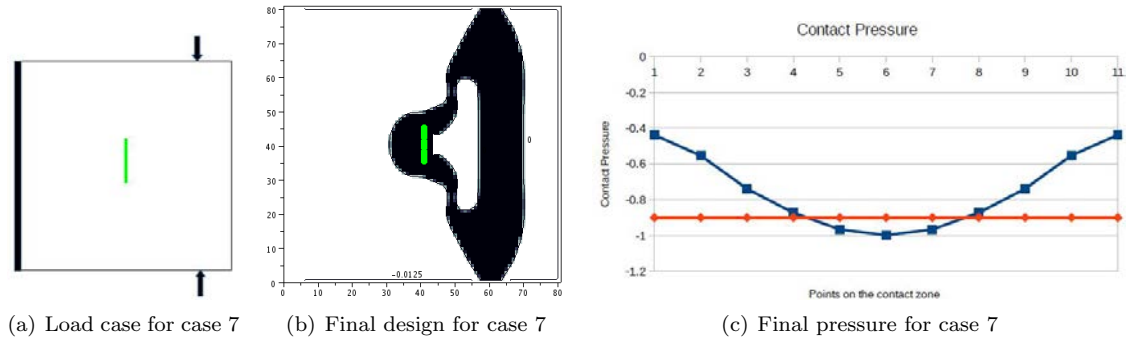 80
70
60
50
40
30
20
10
0
0
-0.0125
0 10 20 30 40 50 60 70 80
Contact Pressure
0
-0.2
-0.4
-0.6
-0.8
-1
-1.2
1 2 3 4 5 6 7 8 9 10 11
Contact Pressure
Points on the contact zone
(a) Load case for case 7
(b) Final design for case 7
(c) Final pressure for case 7